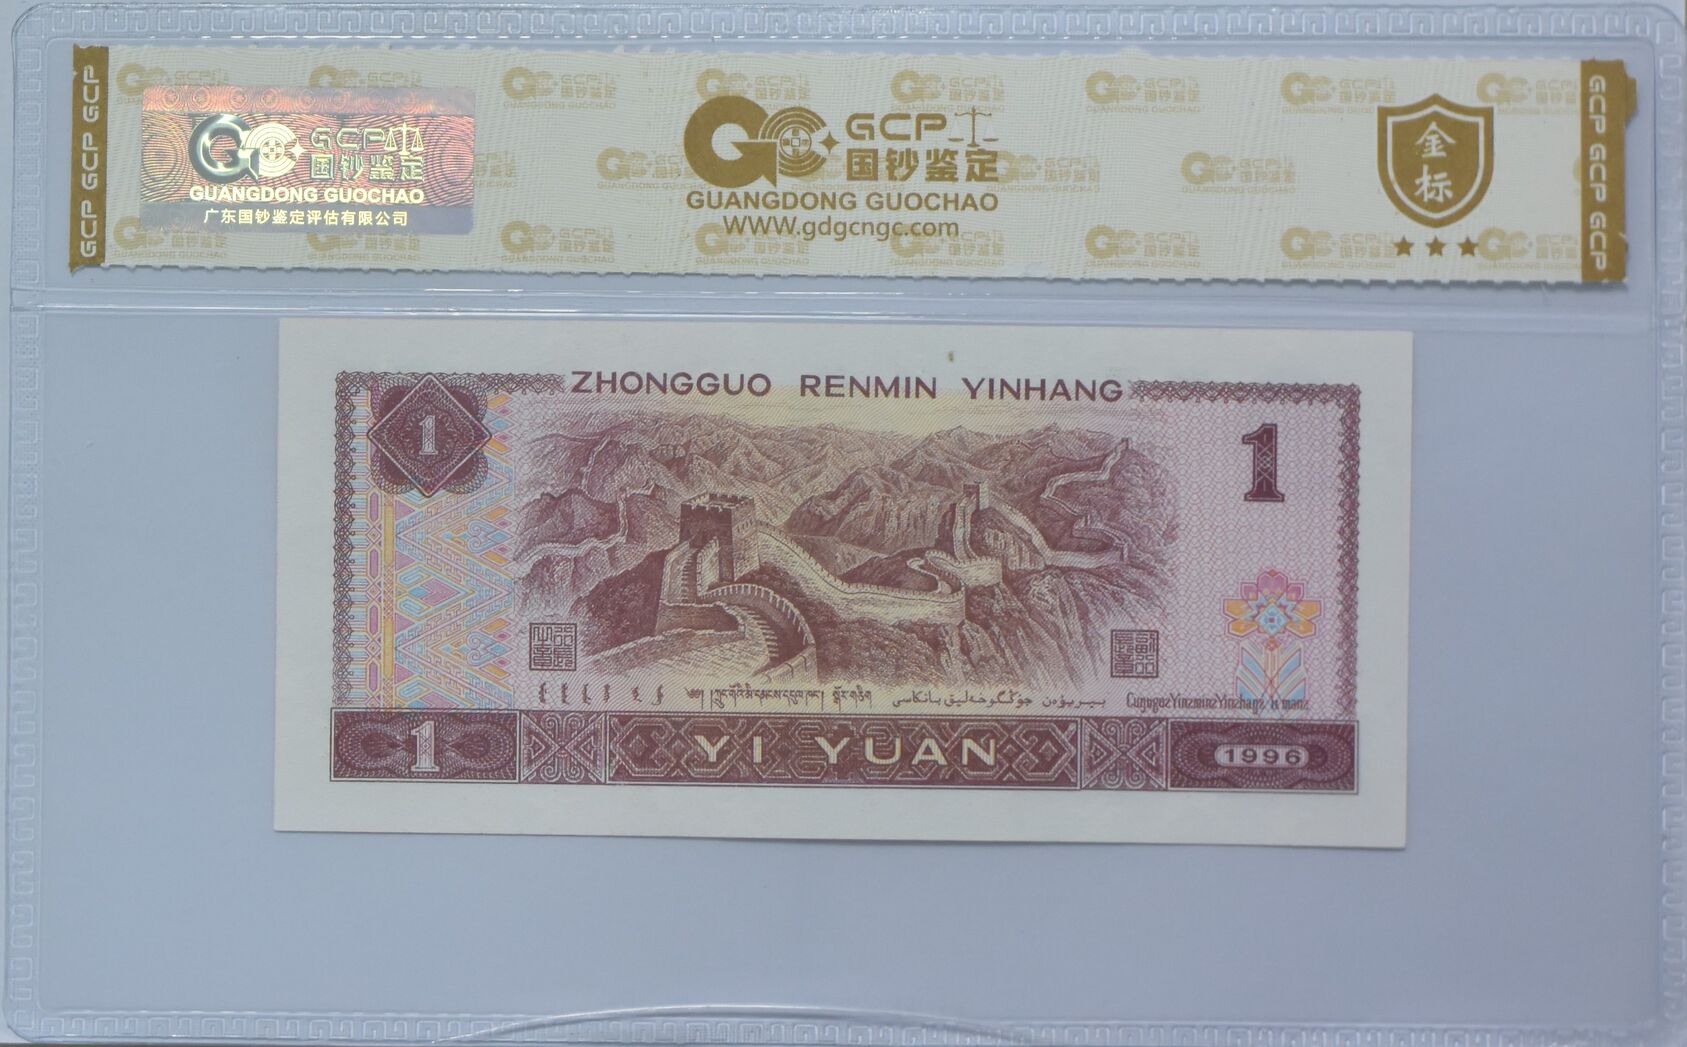 GCP GCP GCP
GCP
国钞鉴定
GUANGDONG GUOCHAO
广东国钞鉴定评估有限公司
GCP
国钞鉴定
GUANGDONG GUOCHAO
www.gdgcngc.com
金标
GCP GCP GCP
ZHONGGUO RENMIN YINHANG
1
1
1
YI YUAN
1996